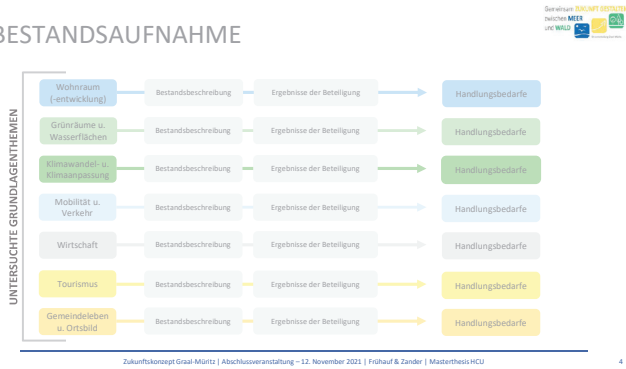 Gemeinsam ZUKUNFT GESTALTEN
zwischen MEER
und WALD
BESTANDSAUFNAHME
UNTERSUCHTE GRUNDLAGENTHEMEN
Wohnraum
(-entwicklung)
Bestandsbeschreibung
Ergebnisse der Beteiligung
Handlungsbedarfe
Grünräume u.
Wasserflächen
Bestandsbeschreibung
Ergebnisse der Beteiligung
Handlungsbedarfe
Klimawandel- u.
Klimaanpassung
Bestandsbeschreibung
Ergebnisse der Beteiligung
Handlungsbedarfe
Mobilität u.
Verkehr
Bestandsbeschreibung
Ergebnisse der Beteiligung
Handlungsbedarfe
Wirtschaft
Bestandsbeschreibung
Ergebnisse der Beteiligung
Handlungsbedarfe
Tourismus
Bestandsbeschreibung
Ergebnisse der Beteiligung
Handlungsbedarfe
Gemeindeleben
u. Ortsbild
Bestandsbeschreibung
Ergebnisse der Beteiligung
Handlungsbedarfe
Zukunftskonzept Graal-Müritz | Abschlussveranstaltung – 12. November 2021 | Frühauf & Zander | Masterthesis HCU
4